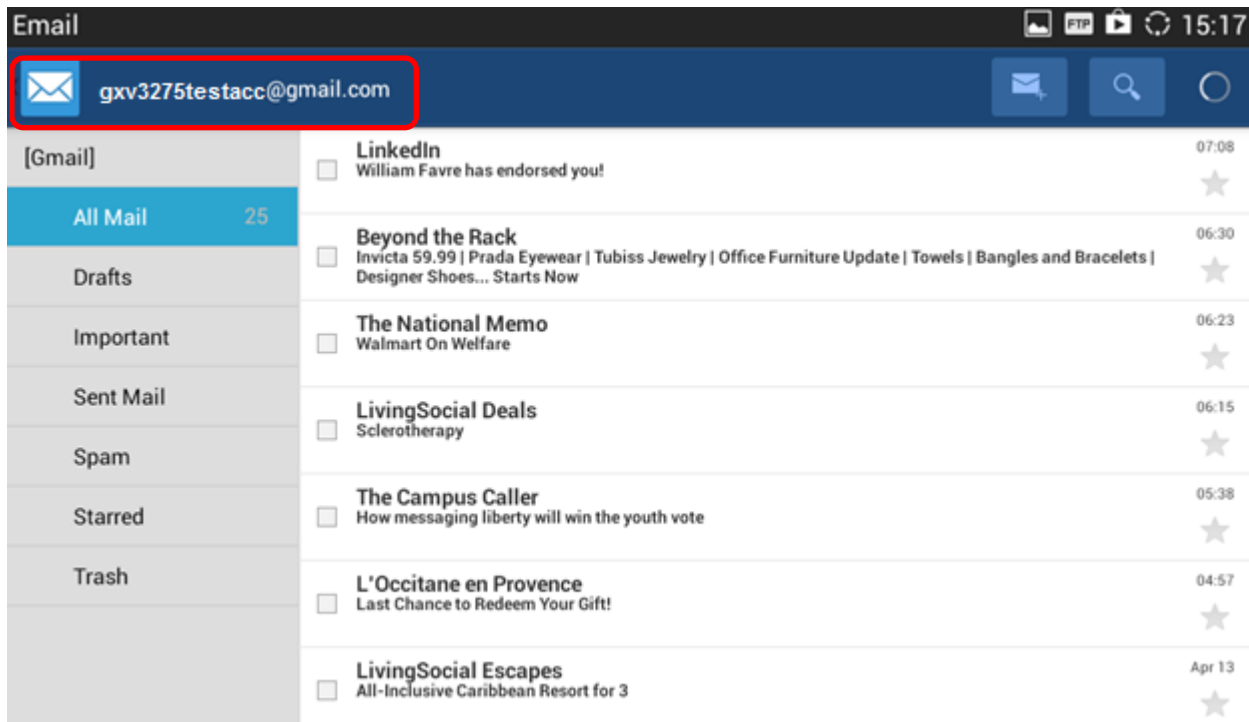 Email
FTP
15:17
gxv3275testacc@gmail.com
[Gmail]
All Mail 25
Drafts
Important
Sent Mail
Spam
Starred
Trash
LinkedIn 07:08
William Favre has endorsed you!
Beyond the Rack 06:30
Invicta 59.99 | Prada Eyewear | Tubiss Jewelry | Office Furniture Update | Towels | Bangles and Bracelets |
Designer Shoes... Starts Now
The National Memo 06:23
Walmart On Welfare
LivingSocial Deals 06:15
Sclerotherapy
The Campus Caller 05:38
How messaging liberty will win the youth vote
L'Occitane en Provence 04:57
Last Chance to Redeem Your Gift!
LivingSocial Escapes Apr 13
All-Inclusive Caribbean Resort for 3